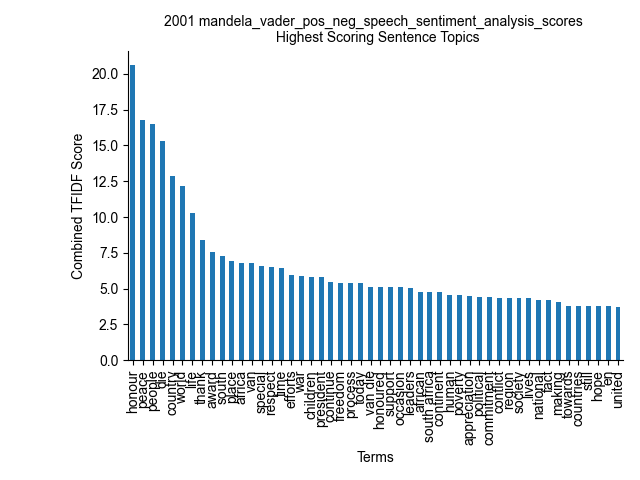 2001 mandela_vader_pos_neg_speech_sentiment_analysis_scores
Highest Scoring Sentence Topics
Combined TFIDF Score
20.0
17.5
15.0
12.5
10.0
7.5
5.0
2.5
0.0
honour
peace
people
die
country
world
life
thank
award
south
place
africa
van
special
respect
time
efforts
war
children
president
continue
freedom
process
today
van die
honoured
support
occasion
leaders
african
south africa
continent
human
poverty
appreciation
political
commitment
conflict
region
society
lives
national
fact
making
towards
countries
still
hope
en
united
Terms